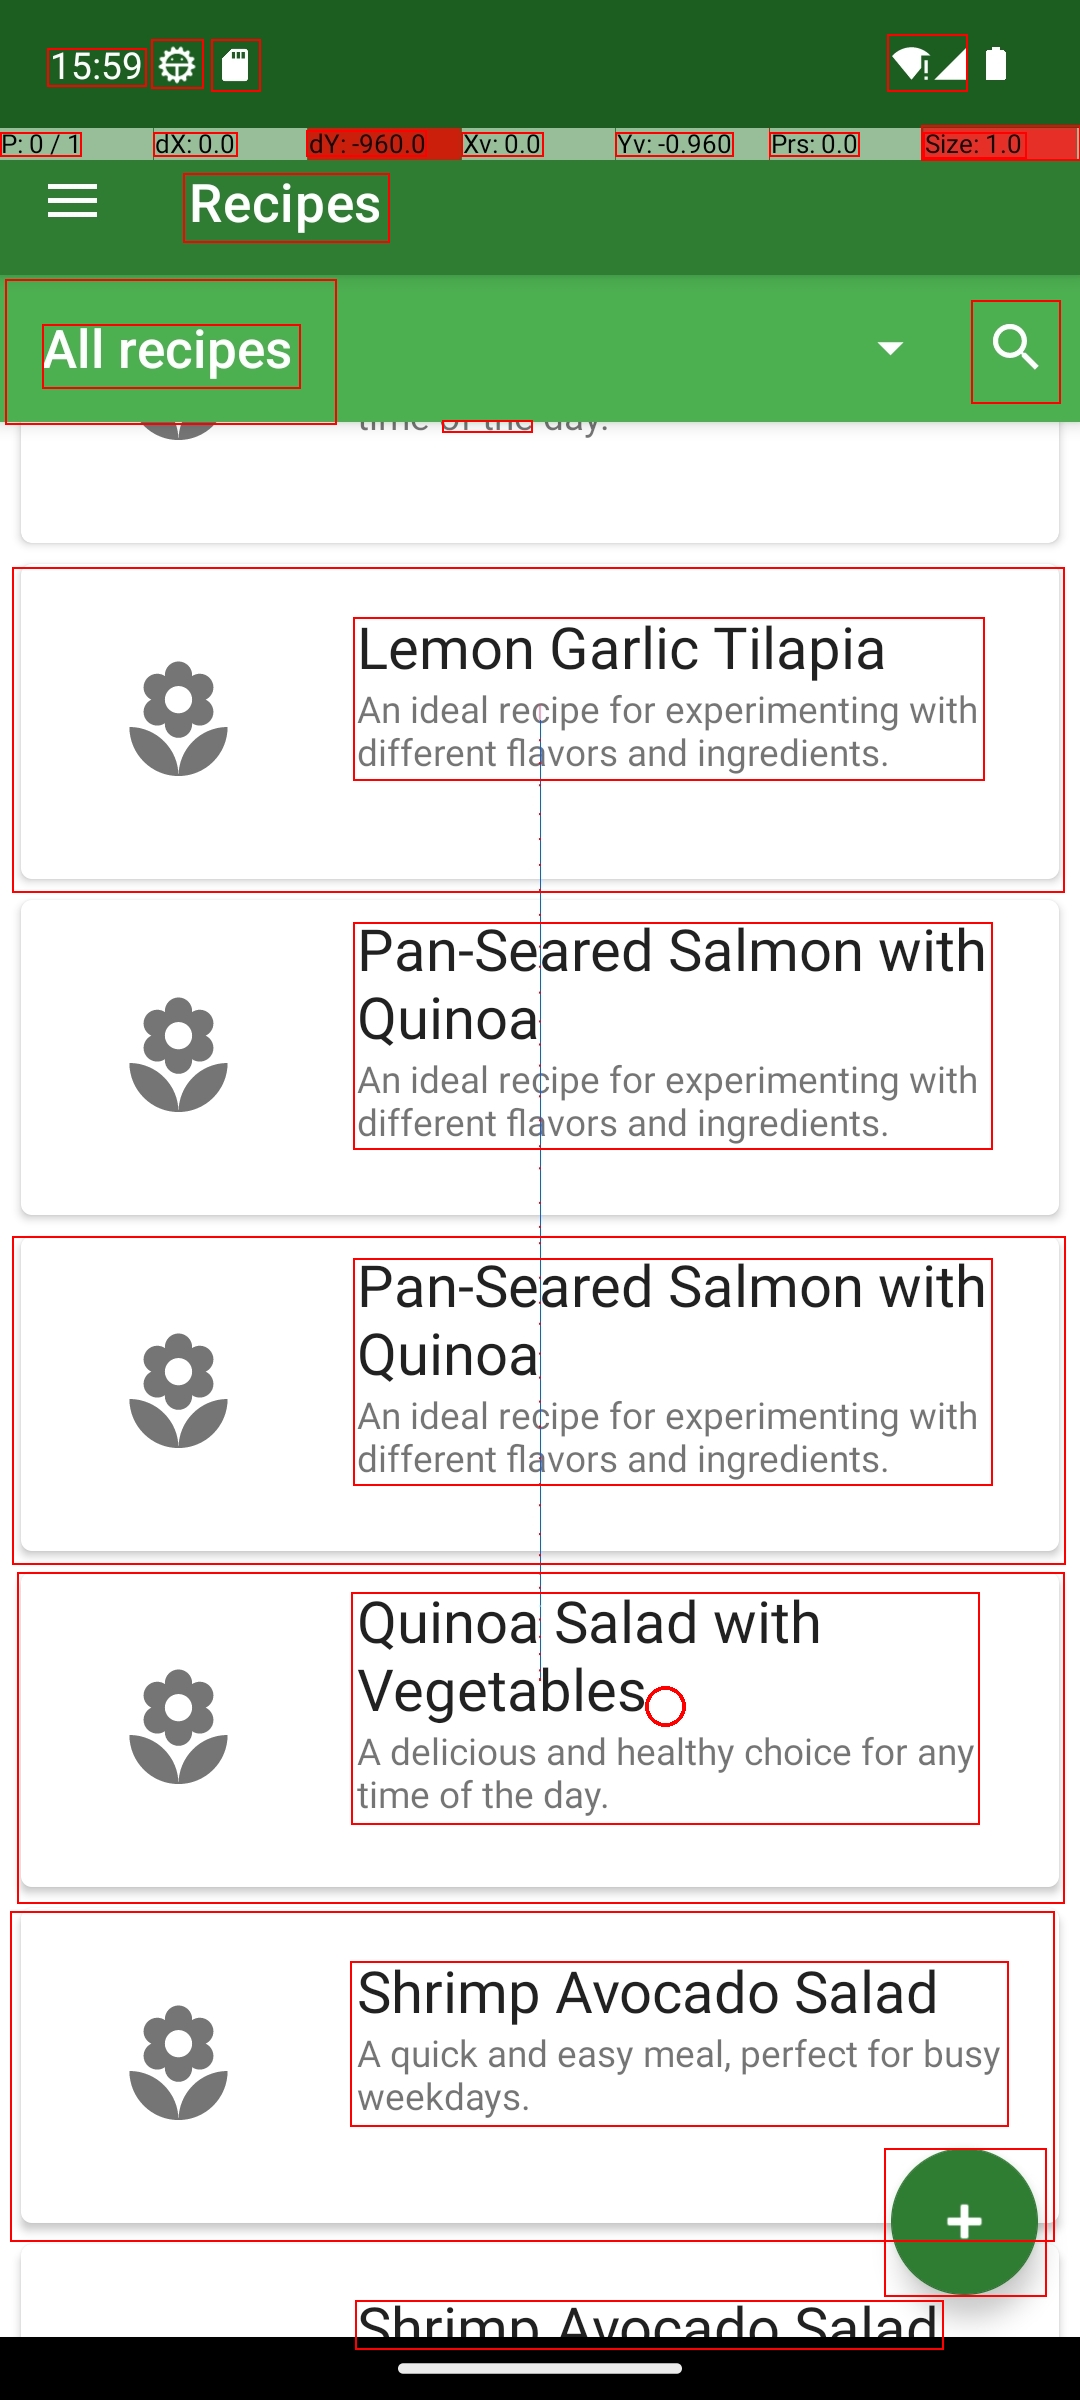 15:59
P: 0 / 1 dX: 0.0 dY: -960.0 Xv: 0.0 Yv: -0.960 Prs: 0.0 Size: 1.0
Recipes
All recipes
time of the day.
Lemon Garlic Tilapia
An ideal recipe for experimenting with
different flavors and ingredients.
Pan-Seared Salmon with
Quinoa
An ideal recipe for experimenting with
different flavors and ingredients.
Pan-Seared Salmon with
Quinoa
An ideal recipe for experimenting with
different flavors and ingredients.
Quinoa Salad with
Vegetables
A delicious and healthy choice for any
time of the day.
Shrimp Avocado Salad
A quick and easy meal, perfect for busy
weekdays.
Shrimp Avocado Salad